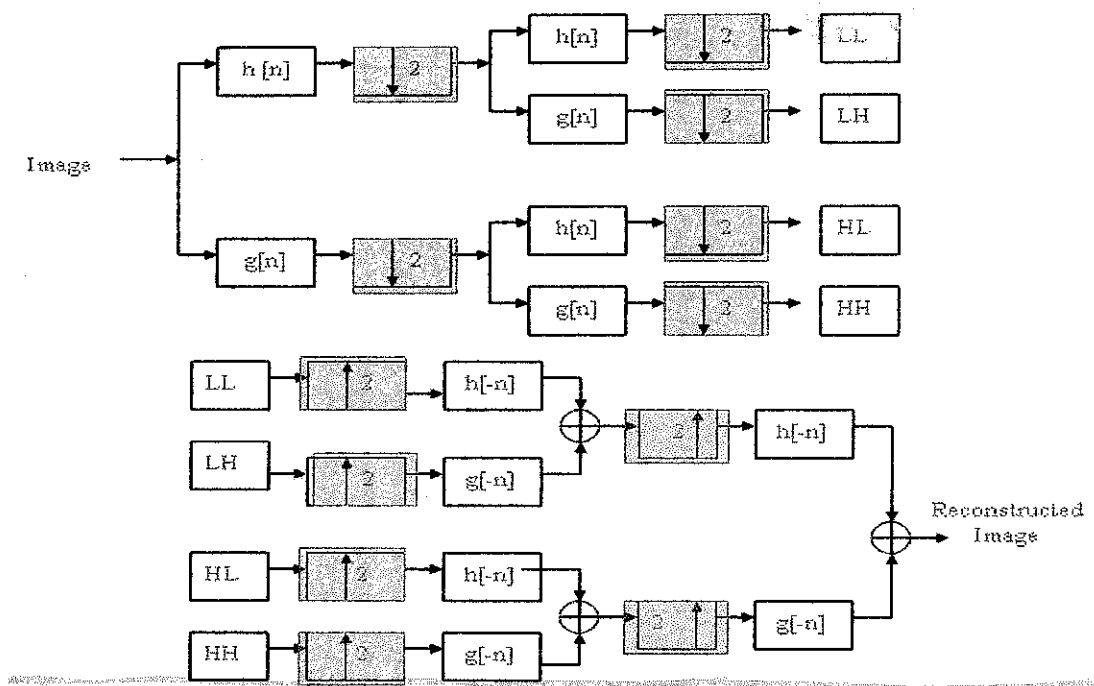 h[n] 2 LL
h [n] 2
g[n] 2 LH
Image
h[n] 2 HL
g[n] 2
g[n] 2 HH
LL 2 h[-n]
2 h[-n]
LH 2 g[-n]
Reconstructed
Image
HL 2 h[-n]
2 g[-n]
HH 2 g[-n]